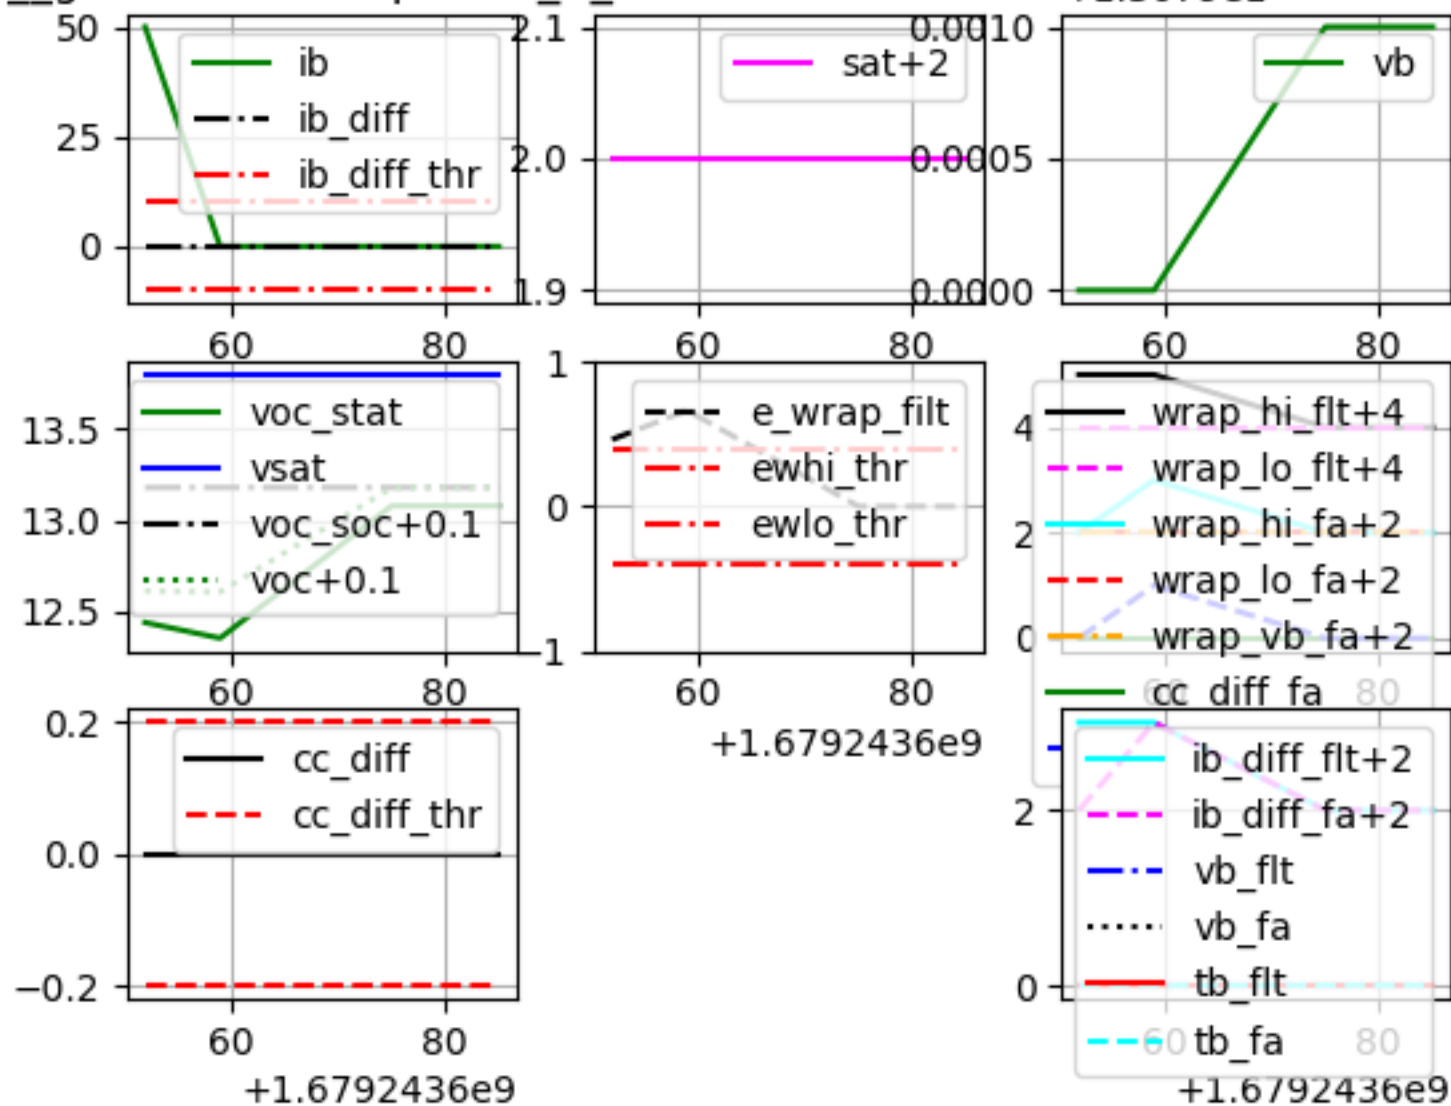 50
25
0
ib
ib_diff
ib_diff_thr
60
80
2.1
2.0
1.9
sat+2
60
80
0.0010
0.0005
0.0000
vb
60
80
13.5
13.0
12.5
voc_stat
vsat
voc_soc+0.1
voc+0.1
60
80
1
0
−1
e_wrap_filt
ewhi_thr
ewlo_thr
60
80
+1.6792436e9
4
2
0
wrap_hi_flt+4
wrap_lo_flt+4
wrap_hi_fa+2
wrap_lo_fa+2
wrap_vb_fa+2
cc_diff_fa
60
80
0.2
0.0
−0.2
cc_diff
cc_diff_thr
60
80
+1.6792436e9
2
0
ib_diff_flt+2
ib_diff_fa+2
vb_flt
vb_fa
tb_flt
tb_fa
60
80
+1.6792436e9